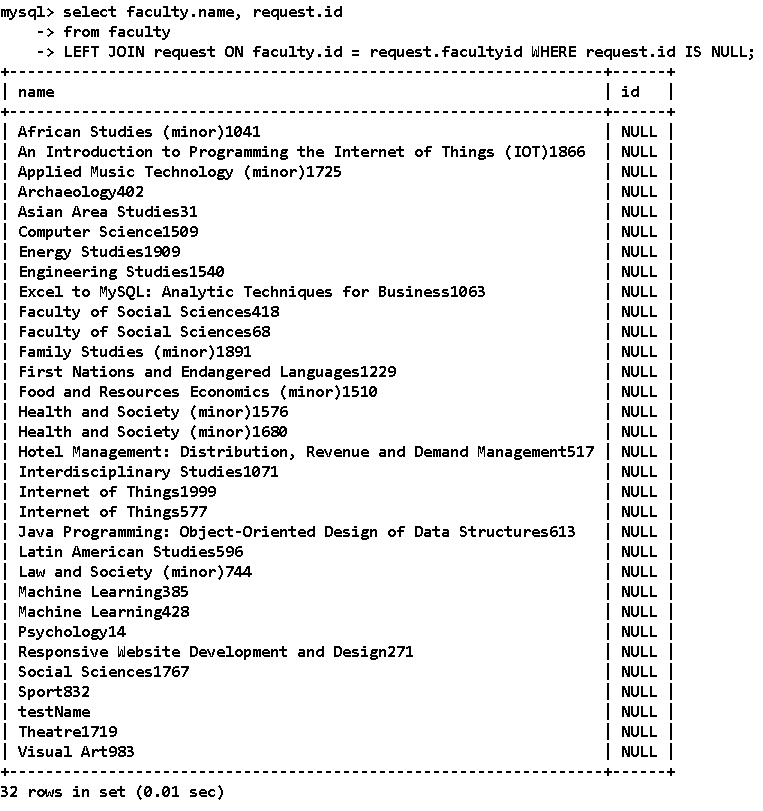 mysql> select faculty.name, request.id
    -> from faculty
    -> LEFT JOIN request ON faculty.id = request.facultyid WHERE request.id IS NULL;
+------------------------------------------------------------------+------+
| name                                                             | id   |
+------------------------------------------------------------------+------+
| African Studies (minor)1041                                      | NULL |
| An Introduction to Programming the Internet of Things (IOT)1866  | NULL |
| Applied Music Technology (minor)1725                             | NULL |
| Archaeology402                                                   | NULL |
| Asian Area Studies31                                             | NULL |
| Computer Science1509                                             | NULL |
| Energy Studies1909                                               | NULL |
| Engineering Studies1540                                          | NULL |
| Excel to MySQL: Analytic Techniques for Business1063             | NULL |
| Faculty of Social Sciences418                                    | NULL |
| Faculty of Social Sciences68                                     | NULL |
| Family Studies (minor)1891                                       | NULL |
| First Nations and Endangered Languages1229                       | NULL |
| Food and Resources Economics (minor)1510                         | NULL |
| Health and Society (minor)1576                                   | NULL |
| Health and Society (minor)1680                                   | NULL |
| Hotel Management: Distribution, Revenue and Demand Management517 | NULL |
| Interdisciplinary Studies1071                                    | NULL |
| Internet of Things1999                                           | NULL |
| Internet of Things577                                            | NULL |
| Java Programming: Object-Oriented Design of Data Structures613   | NULL |
| Latin American Studies596                                        | NULL |
| Law and Society (minor)744                                       | NULL |
| Machine Learning385                                              | NULL |
| Machine Learning428                                              | NULL |
| Psychology14                                                     | NULL |
| Responsive Website Development and Design271                     | NULL |
| Social Sciences1767                                              | NULL |
| Sport832                                                         | NULL |
| testName                                                         | NULL |
| Theatre1719                                                      | NULL |
| Visual Art983                                                    | NULL |
+------------------------------------------------------------------+------+
32 rows in set (0.01 sec)